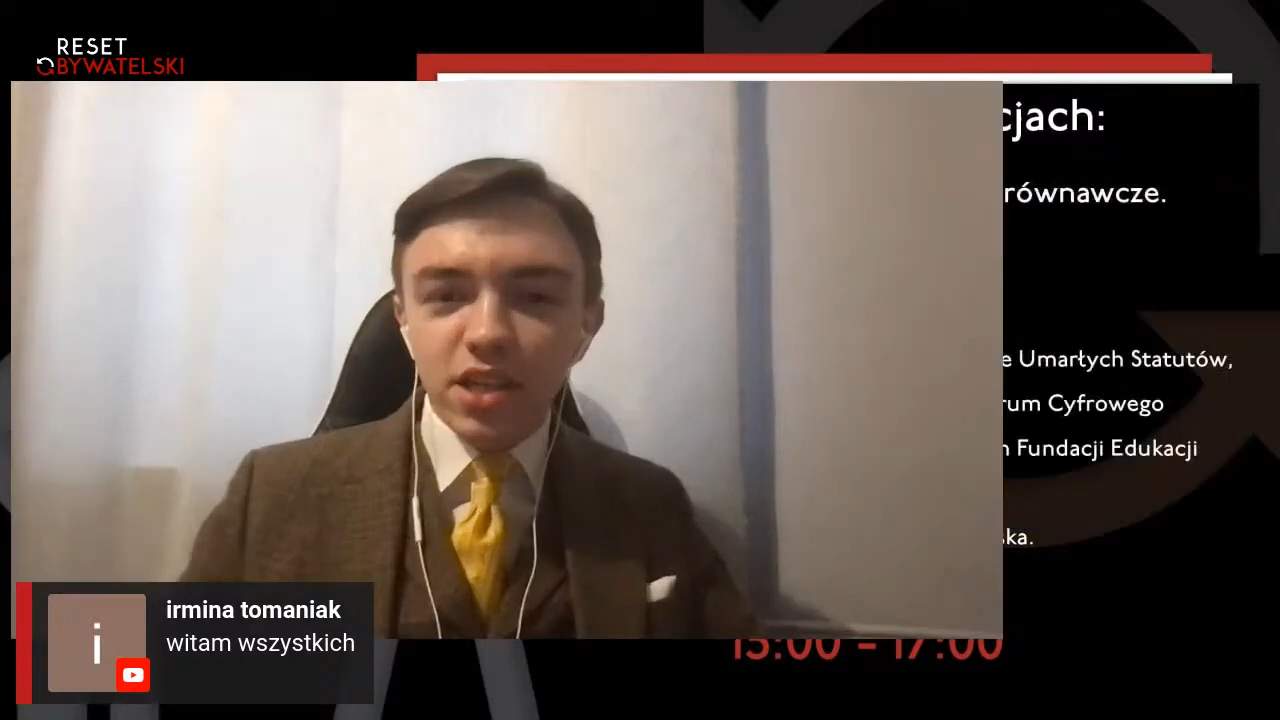 RESET
OBYWATELSKI
cjach:
równawcze.
e Umarłych Statutów,
rum Cyfrowego
n Fundacji Edukacji
ska.
irmina tomaniak
i
witam wszystkich
15:00 – 17:00